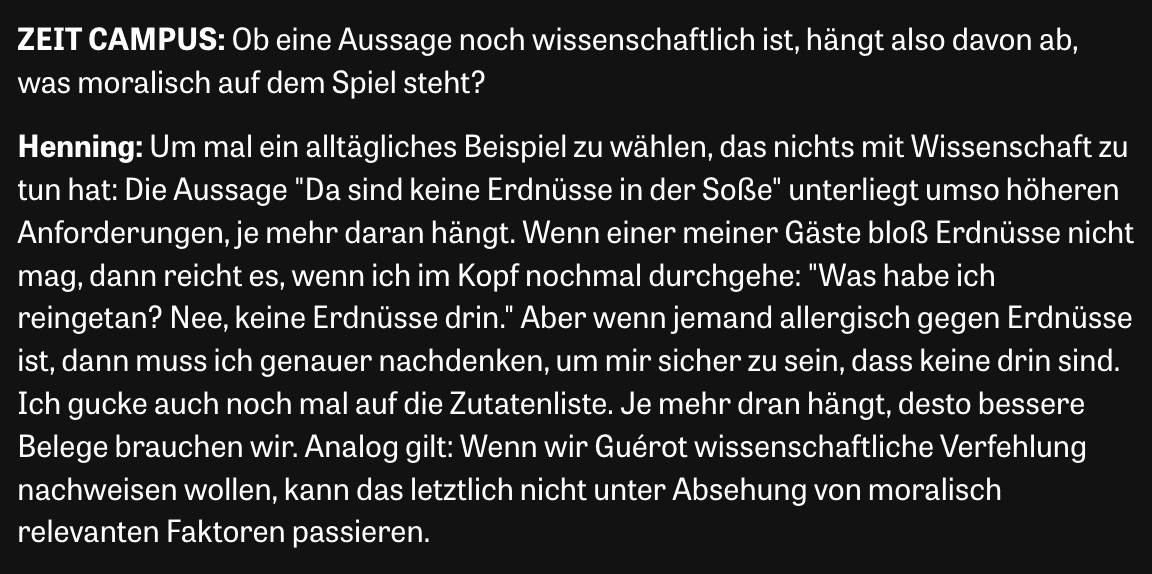 ZEIT CAMPUS: Ob eine Aussage noch wissenschaftlich ist, hängt also davon ab,
was moralisch auf dem Spiel steht?
Henning: Um mal ein alltägliches Beispiel zu wählen, das nichts mit Wissenschaft zu
tun hat: Die Aussage "Da sind keine Erdnüsse in der Soße" unterliegt umso höheren
Anforderungen, je mehr daran hängt. Wenn einer meiner Gäste bloß Erdnüsse nicht
mag, dann reicht es, wenn ich im Kopf nochmal durchgehe: "Was habe ich
reingetan? Nee, keine Erdnüsse drin." Aber wenn jemand allergisch gegen Erdnüsse
ist, dann muss ich genauer nachdenken, um mir sicher zu sein, dass keine drin sind.
Ich gucke auch noch mal auf die Zutatenliste. Je mehr dran hängt, desto bessere
Belege brauchen wir. Analog gilt: Wenn wir Guérot wissenschaftliche Verfehlung
nachweisen wollen, kann das letztlich nicht unter Absehung von moralisch
relevanten Faktoren passieren.